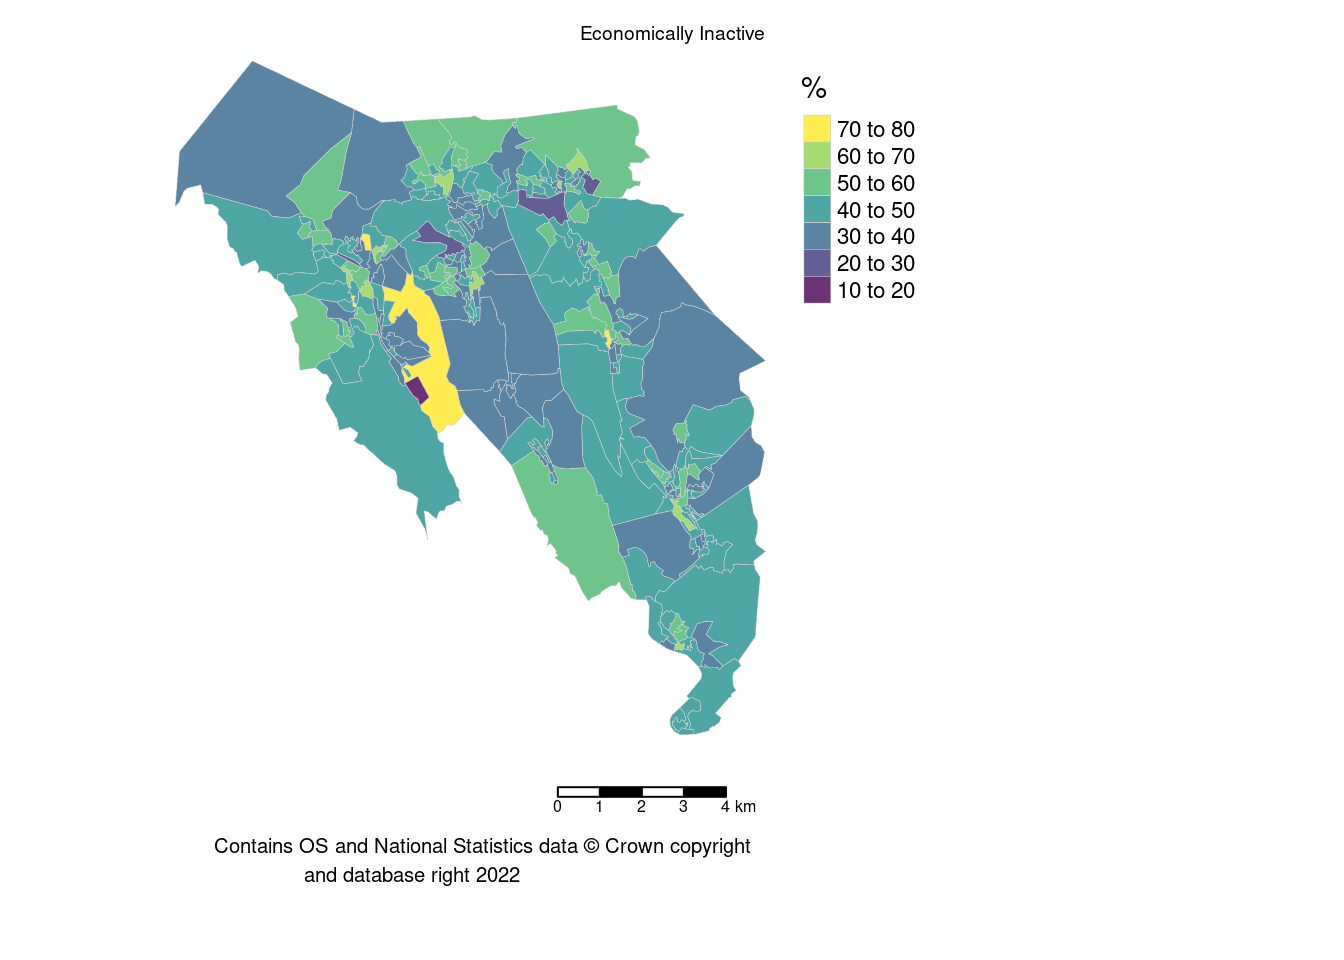 Economically Inactive
%
70 to 80
60 to 70
50 to 60
40 to 50
30 to 40
20 to 30
10 to 20
0 1 2 3 4 km
Contains OS and National Statistics data © Crown copyright
and database right 2022